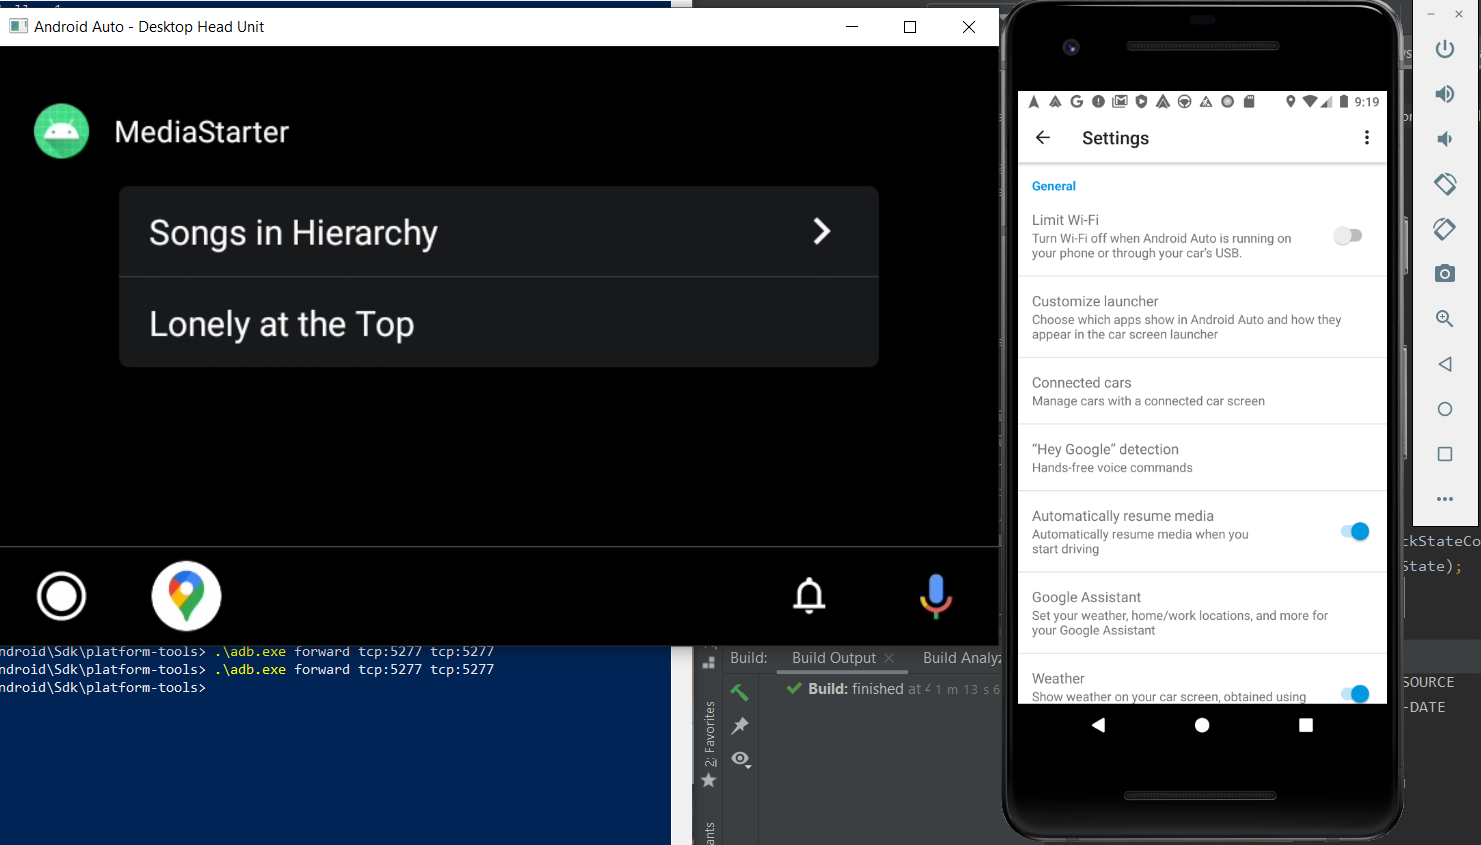 Android Auto - Desktop Head Unit
MediaStarter
Songs in Hierarchy
Lonely at the Top
ndroid\Sdk\platform-tools> .\adb.exe forward tcp:5277 tcp:5277
ndroid\Sdk\platform-tools> .\adb.exe forward tcp:5277 tcp:5277
ndroid\Sdk\platform-tools>
Build:
Build Output
Build Analyz
Build: finished at 4 1 m 13 s 6
2: Favorites
ants
9:19
Settings
General
Limit Wi-Fi
Turn Wi-Fi off when Android Auto is running on
your phone or through your car's USB.
Customize launcher
Choose which apps show in Android Auto and how they
appear in the car screen launcher
Connected cars
Manage cars with a connected car screen
“Hey Google” detection
Hands-free voice commands
Automatically resume media
Automatically resume media when you
start driving
Google Assistant
Set your weather, home/work locations, and more for
your Google Assistant
Weather
Show weather on your car screen, obtained using
ckStateCo
State);
SOURCE
-DATE